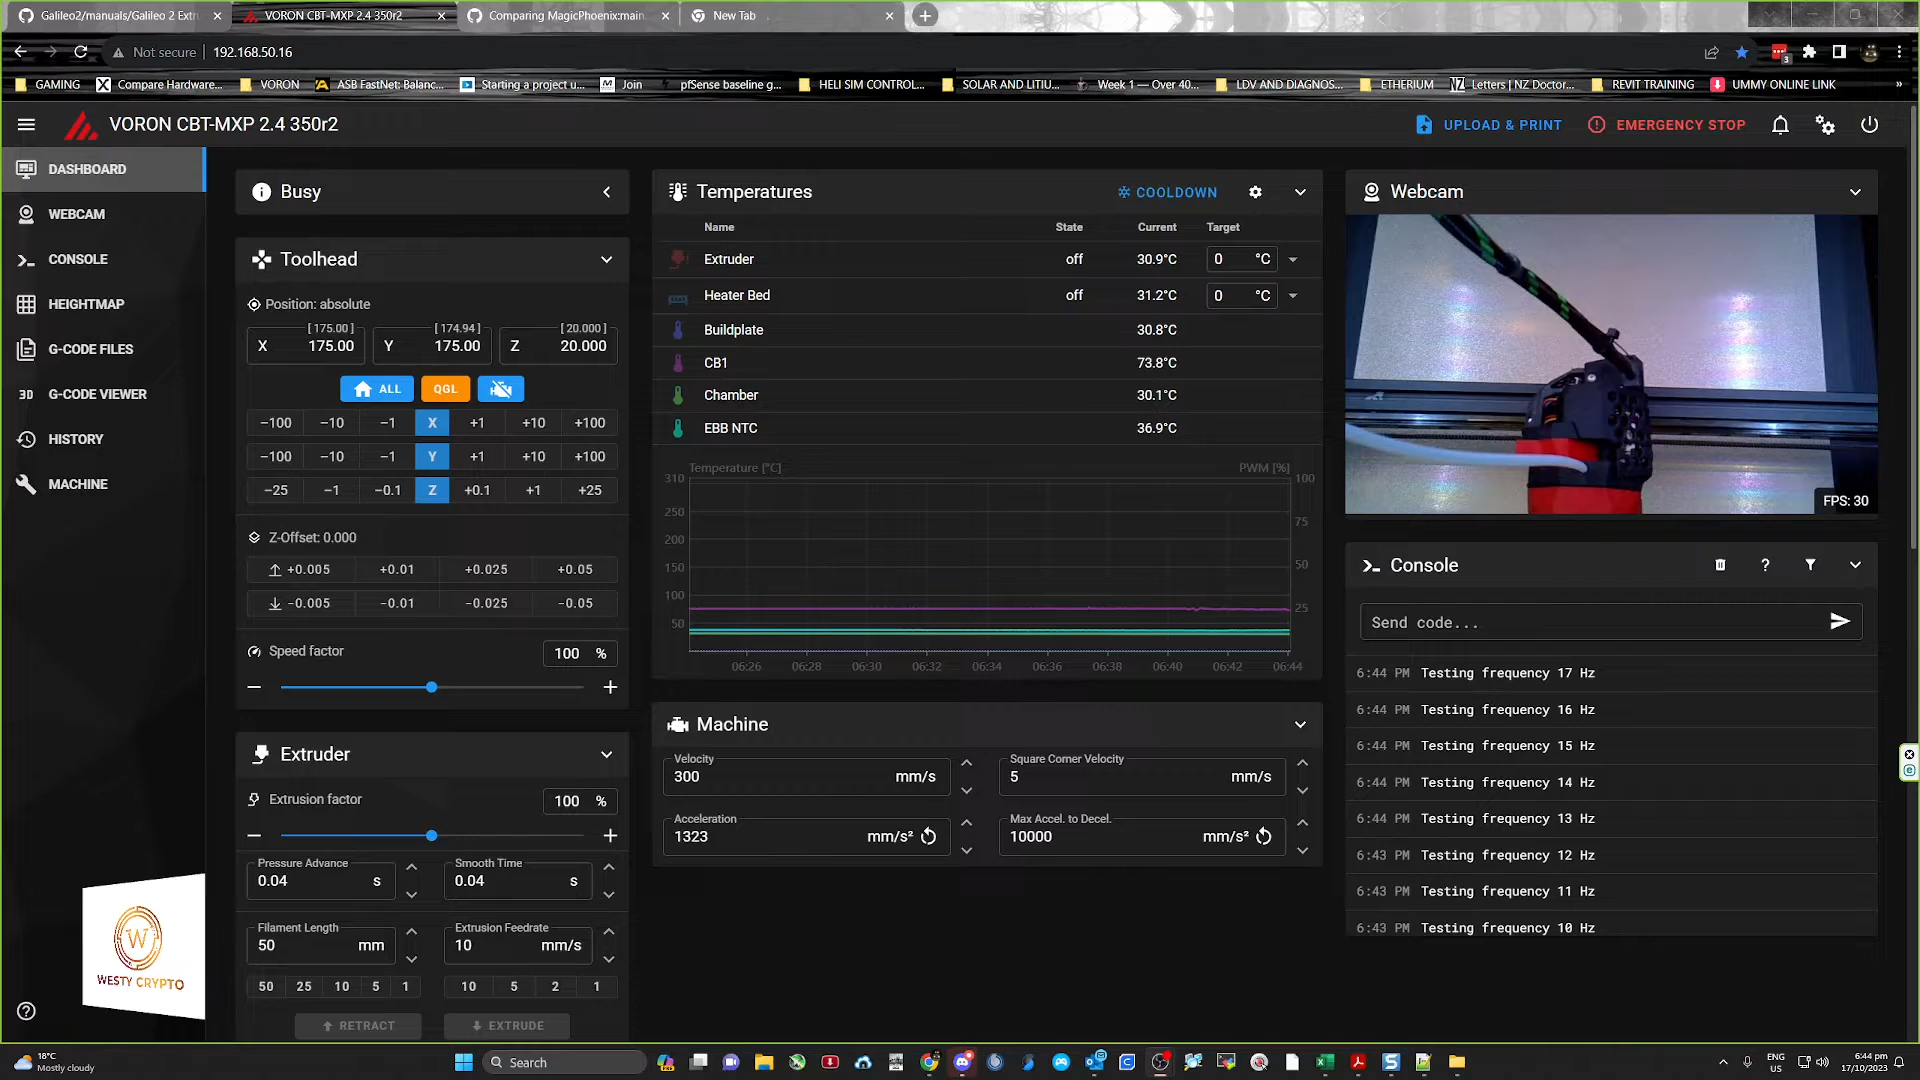 Galileo2/manuals/Galileo 2 Extr
VORON CBT-MXP 2.4 350r2
Comparing MagicPhoenix:main
New Tab
Not secure
192.168.50.16
3
GAMING
Compare Hardware...
VORON
ASB FastNet: Balanc...
Starting a project u...
Join
pfSense baseline g...
HELI SIM CONTROL...
SOLAR AND LITIU...
Week 1 — Over 40...
LDV AND DIAGNOS...
ETHERIUM
Letters | NZ Doctor...
REVIT TRAINING
UMMY ONLINE LINK
»
VORON CBT-MXP 2.4 350r2
UPLOAD & PRINT
EMERGENCY STOP
DASHBOARD
WEBCAM
CONSOLE
HEIGHTMAP
G-CODE FILES
3D G-CODE VIEWER
HISTORY
MACHINE
Busy
Toolhead
Position: absolute
[ 175.00 ] [ 174.94 ] [ 20.000 ]
X 175.00 Y 175.00 Z 20.000
ALL QGL
−100 −10 −1 X +1 +10 +100
−100 −10 −1 Y +1 +10 +100
−25 −1 −0.1 Z +0.1 +1 +25
Z-Offset: 0.000
+0.005 +0.01 +0.025 +0.05
−0.005 −0.01 −0.025 −0.05
Speed factor 100 %
Extruder
Extrusion factor 100 %
Pressure Advance Smooth Time
0.04 s 0.04 s
Filament Length Extrusion Feedrate
50 mm 10 mm/s
50 25 10 5 1 10 5 2 1
RETRACT EXTRUDE
WESTY CRYPTO
Temperatures
COOLDOWN
Name State Current Target
Extruder off 30.9°C 0 °C
Heater Bed off 31.2°C 0 °C
Buildplate 30.8°C
CB1 73.8°C
Chamber 30.1°C
EBB NTC 36.9°C
Temperature [°C] PWM [%]
310 100
250 75
200
150 50
100 25
50
06:26 06:28 06:30 06:32 06:34 06:36 06:38 06:40 06:42 06:44
Machine
Velocity Square Corner Velocity
300 mm/s 5 mm/s
Acceleration Max Accel. to Decel.
1323 mm/s² 10000 mm/s²
Webcam
FPS: 30
Console
Send code...
6:44 PM Testing frequency 17 Hz
6:44 PM Testing frequency 16 Hz
6:44 PM Testing frequency 15 Hz
6:44 PM Testing frequency 14 Hz
6:44 PM Testing frequency 13 Hz
6:43 PM Testing frequency 12 Hz
6:43 PM Testing frequency 11 Hz
6:43 PM Testing frequency 10 Hz
18°C
Mostly cloudy
Search
ENG
US
6:44 pm
17/10/2023